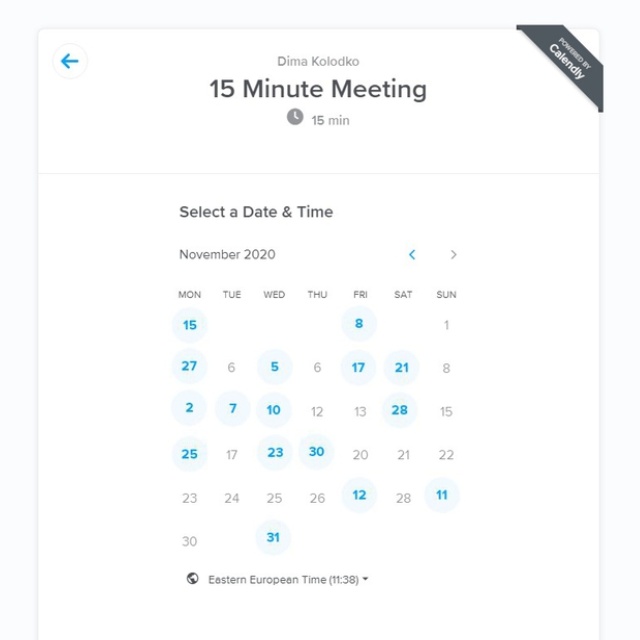 POWERED BY
Calendly
Dima Kolodko
15 Minute Meeting
15 min
Select a Date & Time
November 2020
MON TUE WED THU FRI SAT SUN
15 8 1
27 6 5 6 17 21 8
2 7 10 12 13 28 15
25 17 23 30 20 21 22
23 24 25 26 12 28 11
30 31
Eastern European Time (11:38)